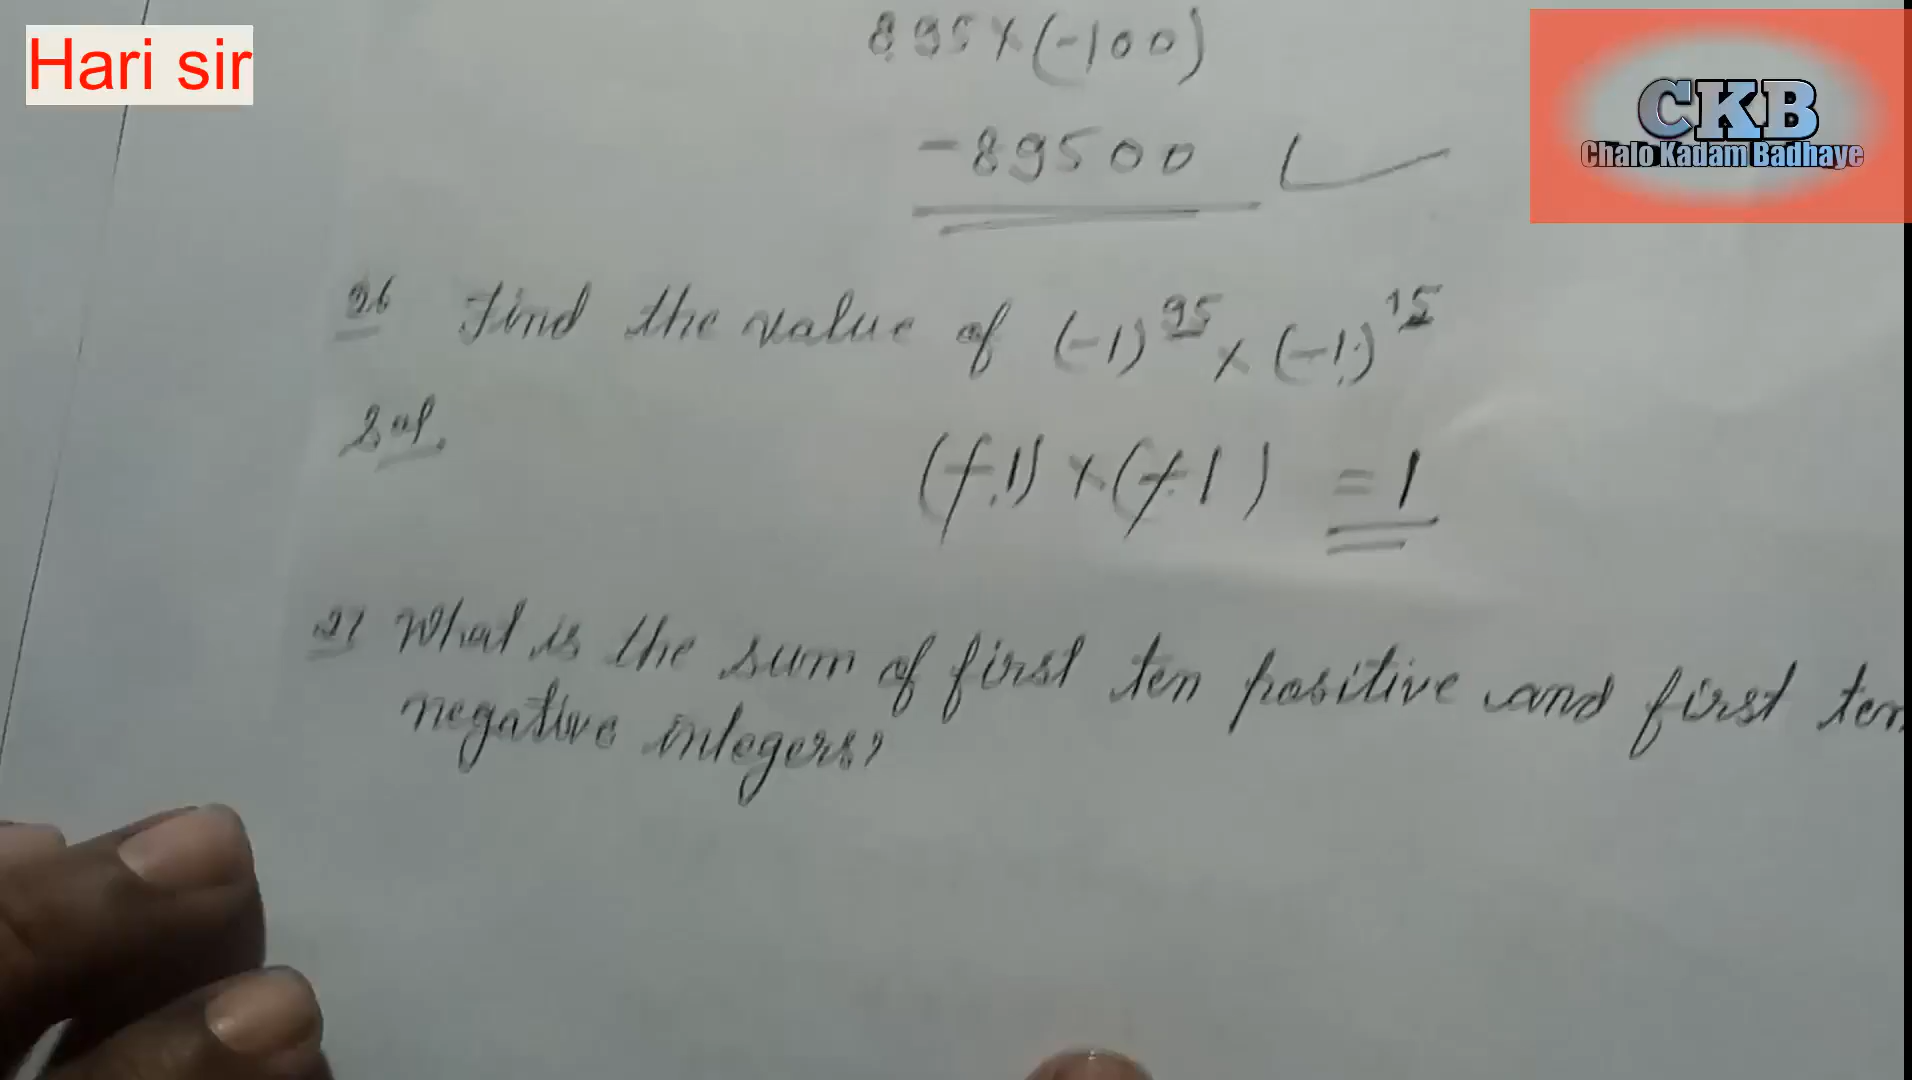 Hari sir
CKB
Chalo Kadam Badhaye
895 × (-100)
-89500
26 Find the value of (-1)^95 × (-1)^15
Sol.
(-1) × (-1) = 1
27 What is the sum of first ten positive and first ten
negative integers?